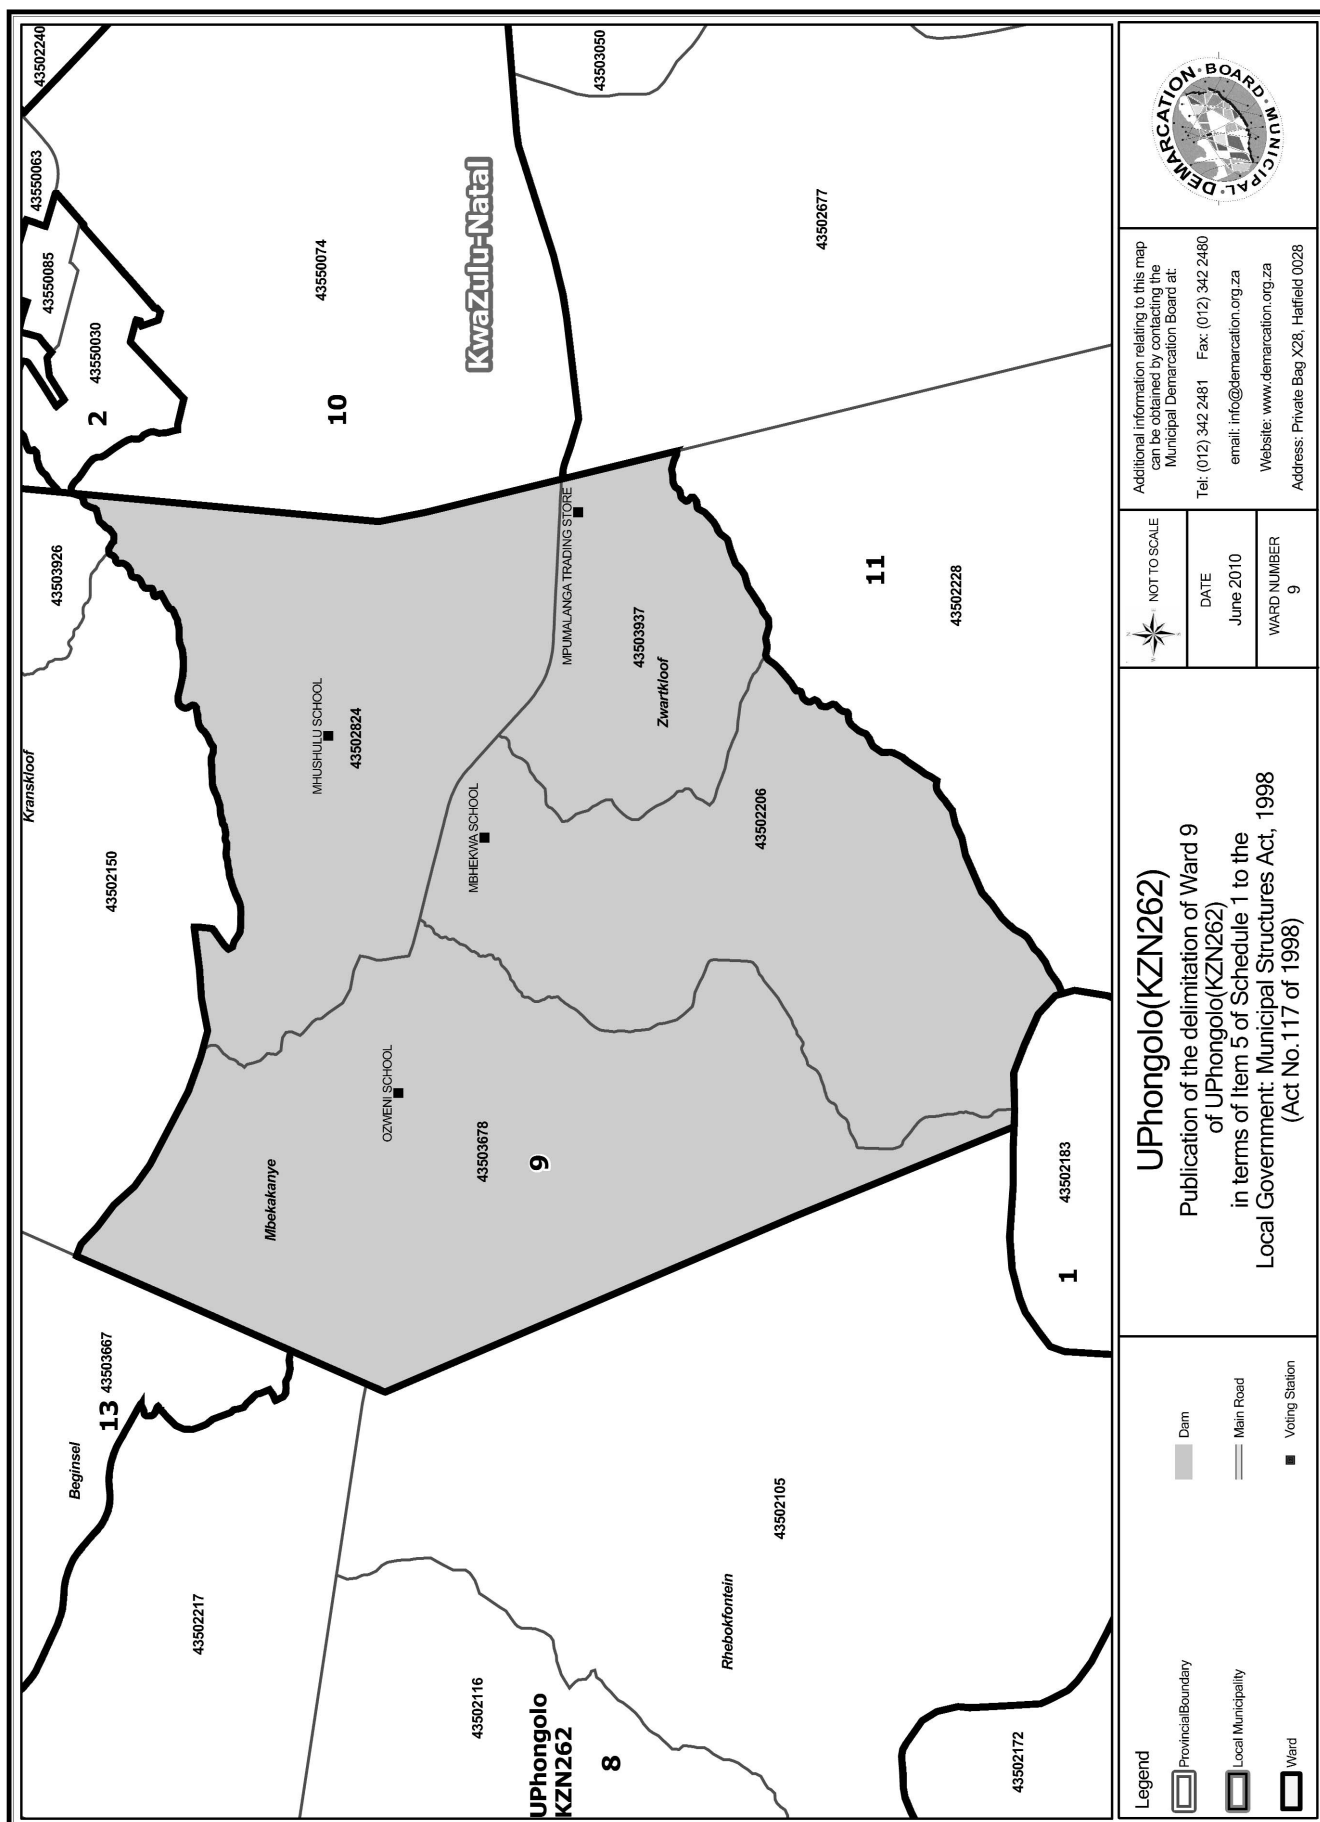 43502240
43550063
43550085
43550030
2
43503050
43503926
43550074
10
KwaZulu-Natal
43502677
Kranskloof
43502150
MHUSHULU SCHOOL
43502824
MPUMALANGA TRADING STORE
43503937
Zwartkloof
11
43502228
MBHEKWA SCHOOL
43502206
OZWENI SCHOOL
Mbekakanye
43503678
9
13
43503667
Beginsel
43502217
43502183
1
43502105
Rhebokfontein
43502116
UPhongolo
KZN262
8
43502172
Legend
ProvincialBoundary
Local Municipality
Ward
Dam
Main Road
Voting Station
UPhongolo(KZN262)
Publication of the delimitation of Ward 9
of UPhongolo(KZN262)
in terms of Item 5 of Schedule 1 to the
Local Government: Municipal Structures Act, 1998
(Act No.117 of 1998)
N
W
E
S
NOT TO SCALE
DATE
June 2010
WARD NUMBER
9
Additional information relating to this map
can be obtained by contacting the
Municipal Demarcation Board at:
Tel: (012) 342 2481 Fax: (012) 342 2480
email: info@demarcation.org.za
Website: www.demarcation.org.za
Address: Private Bag X28, Hatfield 0028
MUNICIPAL · DEMARCATION · BOARD ·